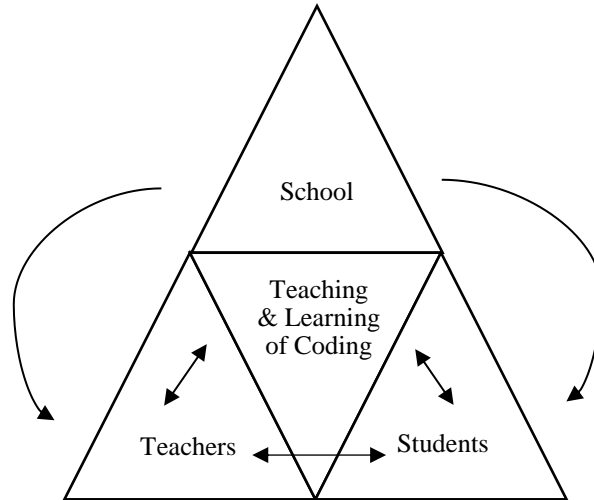 School
Teaching
& Learning
of Coding
Teachers
Students